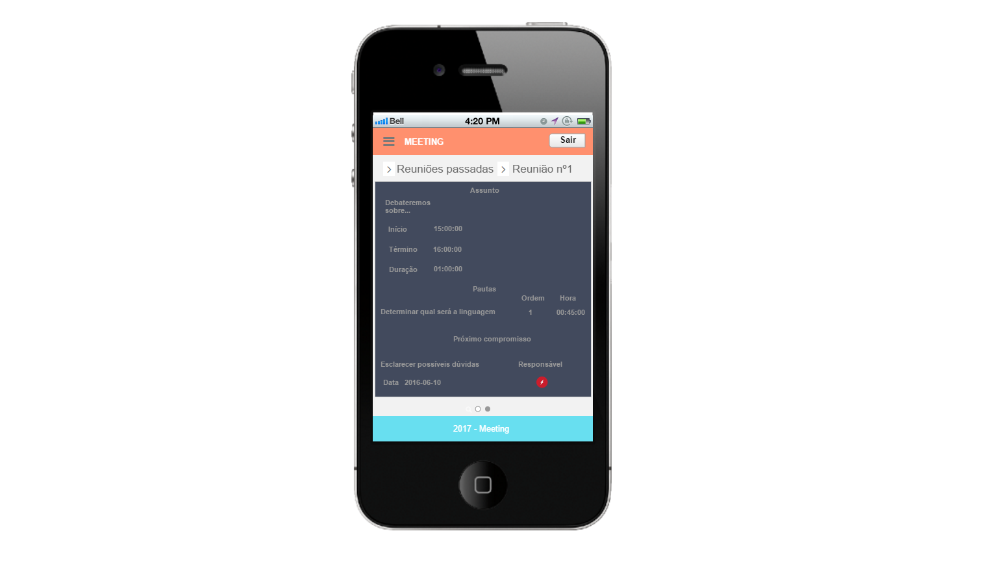 Bell 4:20 PM
MEETING Sair
Reuniões passadas Reunião nº1
Assunto
Debateremos
sobre...
Início 15:00:00
Término 16:00:00
Duração 01:00:00
Pautas
Ordem Hora
Determinar qual será a linguagem 1 00:45:00
Próximo compromisso
Esclarecer possíveis dúvidas Responsável
Data 2016-06-10
2017 - Meeting